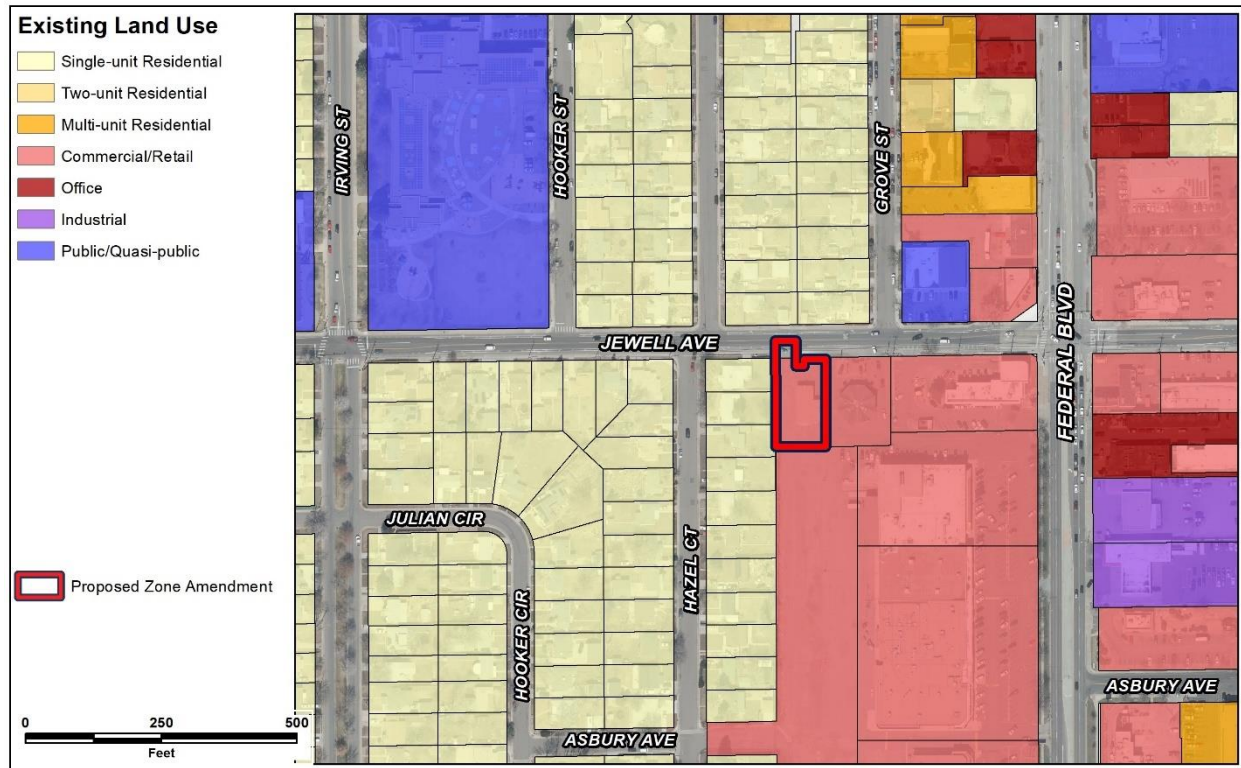 Existing Land Use
Single-unit Residential
Two-unit Residential
Multi-unit Residential
Commercial/Retail
Office
Industrial
Public/Quasi-public
Proposed Zone Amendment
0 250 500
Feet
IRVING ST
HOOKER ST
GROVE ST
JEWELL AVE
FEDERAL BLVD
JULIAN CIR
HOOKER CIR
HAZEL CT
ASBURY AVE
ASBURY AVE